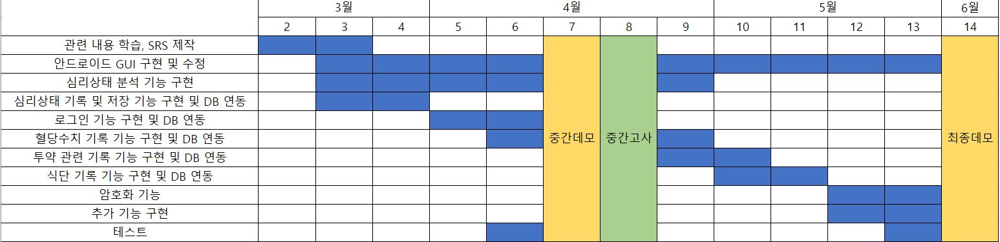 3월 4월 5월 6월
2 3 4 5 6 7 8 9 10 11 12 13 14
관련 내용 학습, SRS 제작
안드로이드 GUI 구현 및 수정
심리상태 분석 기능 구현
심리상태 기록 및 저장 기능 구현 및 DB 연동
로그인 기능 구현 및 DB 연동
혈당수치 기록 기능 구현 및 DB 연동 중간데모 중간고사 최종데모
투약 관련 기록 기능 구현 및 DB 연동
식단 기록 기능 구현 및 DB 연동
암호화 기능
추가 기능 구현
테스트